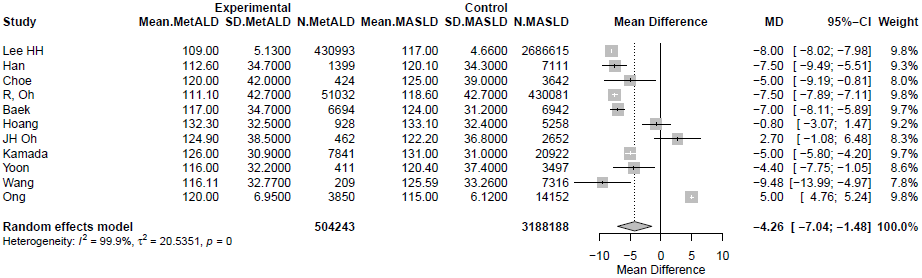 Experimental Control
Study Mean.MetALD SD.MetALD N.MetALD Mean.MASLD SD.MASLD N.MASLD Mean Difference MD 95%−CI Weight
Lee HH 109.00 5.1300 430993 117.00 4.6600 2686615 −8.00 [ −8.02; −7.98] 9.8%
Han 112.60 34.7000 1399 120.10 34.3000 7111 −7.50 [ −9.49; −5.51] 9.3%
Choe 120.00 42.0000 424 125.00 39.0000 3642 −5.00 [ −9.19; −0.81] 8.0%
R, Oh 111.10 42.7000 51032 118.60 42.7000 430081 −7.50 [ −7.89; −7.11] 9.8%
Baek 117.00 34.7000 6694 124.00 31.2000 6942 −7.00 [ −8.11; −5.89] 9.7%
Hoang 132.30 32.5000 928 133.10 32.4000 5258 −0.80 [ −3.07; 1.47] 9.2%
JH Oh 124.90 38.5000 462 122.20 36.8000 2652 2.70 [ −1.08; 6.48] 8.3%
Kamada 126.00 30.9000 7841 131.00 31.0000 20922 −5.00 [ −5.80; −4.20] 9.7%
Yoon 116.00 32.2000 411 120.40 37.4000 3497 −4.40 [ −7.75; −1.05] 8.6%
Wang 116.11 32.7700 209 125.59 33.2600 7316 −9.48 [−13.99; −4.97] 7.8%
Ong 120.00 6.9500 3850 115.00 6.1200 14152 5.00 [ 4.76; 5.24] 9.8%
Random effects model 504243 3188188 −4.26 [ −7.04; −1.48] 100.0%
Heterogeneity: I² = 99.9%, τ² = 20.5351, p = 0
−10 −5 0 5 10
Mean Difference